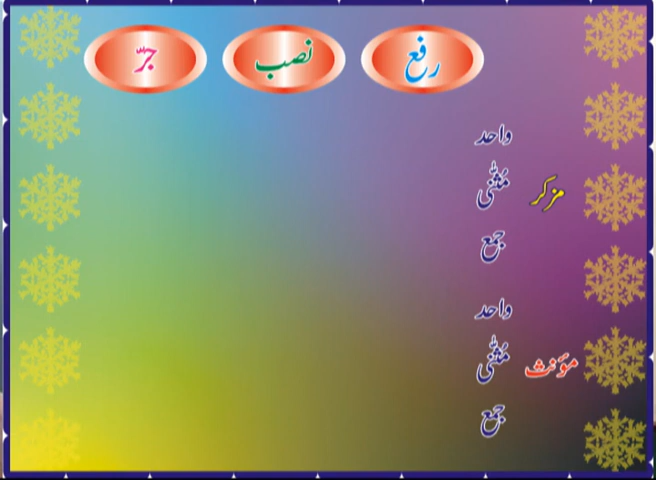 رفع نصب جرّ
واحد
مزکر مُثنٰی
جمع
واحد
مؤنث مُثنٰی
جمع